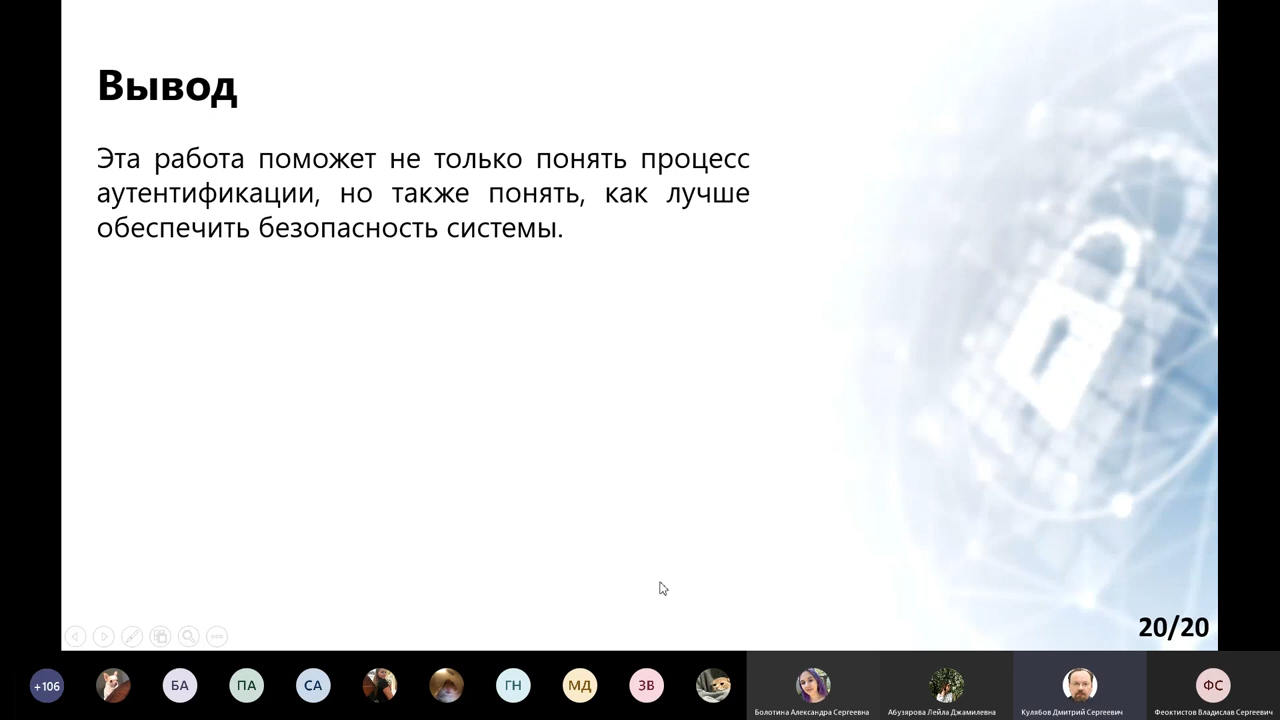 Вывод
Эта работа поможет не только понять процесс
аутентификации, но также понять, как лучше
обеспечить безопасность системы.
20/20
+106
БА
ПА
СА
ГН
МД
ЗВ
ФС
Болотина Александра Сергеевна
Абузярова Лейла Джамилевна
Кулябов Дмитрий Сергеевич
Феоктистов Владислав Сергеевич